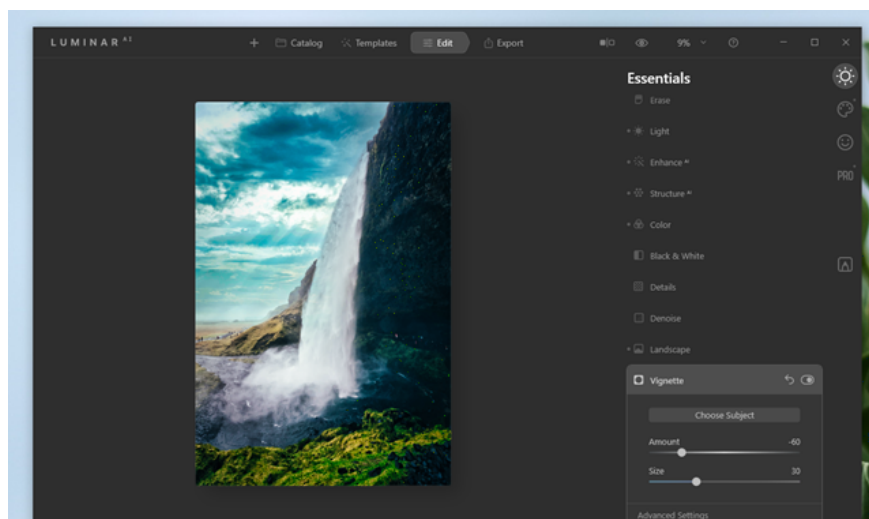 LUMINAR AI
Catalog Templates Edit Export 9%
Essentials
Erase
Light
Enhance AI
Structure AI
Color
PRO
Black & White
Details
Denoise
Landscape
Vignette
Choose Subject
Amount -60
Size 30
Advanced Settings